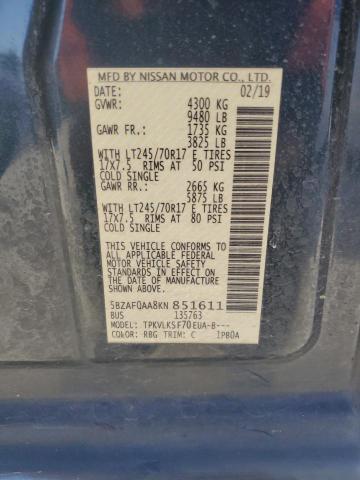 MFD BY NISSAN MOTOR CO., LTD.
DATE: 02/19
GVWR: 4300 KG
9480 LB
GAWR FR.: 1735 KG
3825 LB
WITH LT245/70R17 E TIRES
17X7.5 RIMS AT 50 PSI
COLD SINGLE
GAWR RR.: 2665 KG
5875 LB
WITH LT245/70R17 E TIRES
17X7.5 RIMS AT 80 PSI
COLD SINGLE
THIS VEHICLE CONFORMS TO
ALL APPLICABLE FEDERAL
MOTOR VEHICLE SAFETY
STANDARDS IN EFFECT ON
THE DATE OF MANUFACTURE
SHOWN ABOVE.
5BZAF0AA8KN 851611
BUS 135763
MODEL: TPKVLKSF70EUA-B---
COLOR: RBG TRIM: C 1PB0A